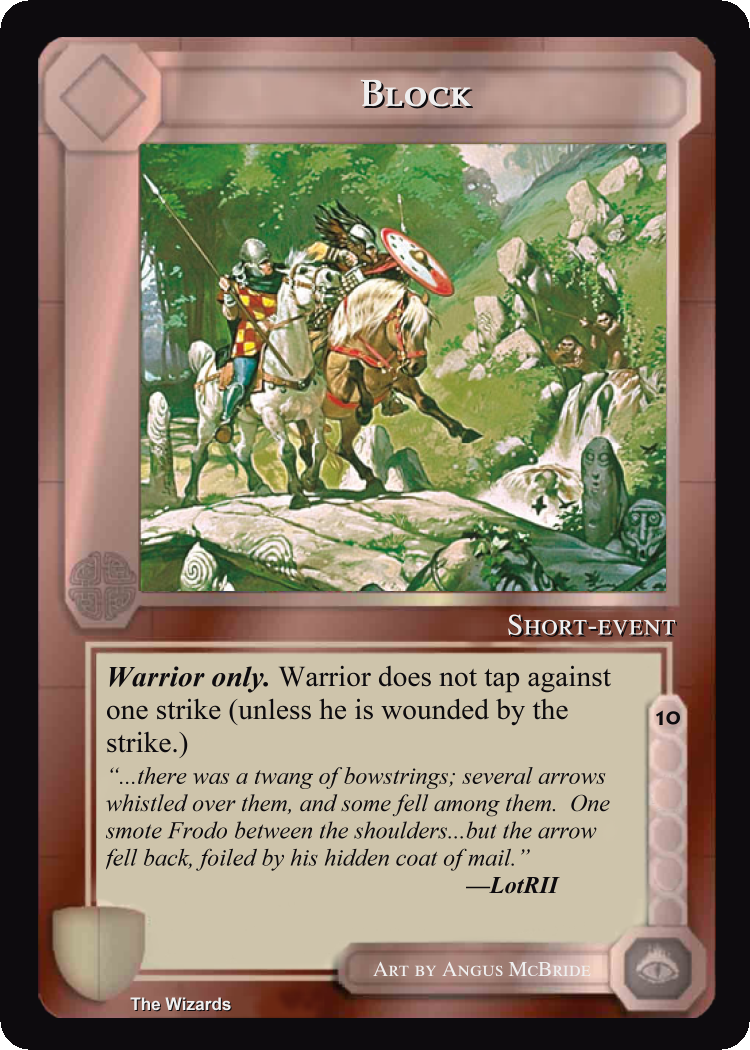 Block
Short-event
Warrior only. Warrior does not tap against
one strike (unless he is wounded by the
strike.)
“...there was a twang of bowstrings; several arrows
whistled over them, and some fell among them.  One
smote Frodo between the shoulders...but the arrow
fell back, foiled by his hidden coat of mail.”
—LotRII
10
Art by Angus McBride
The Wizards